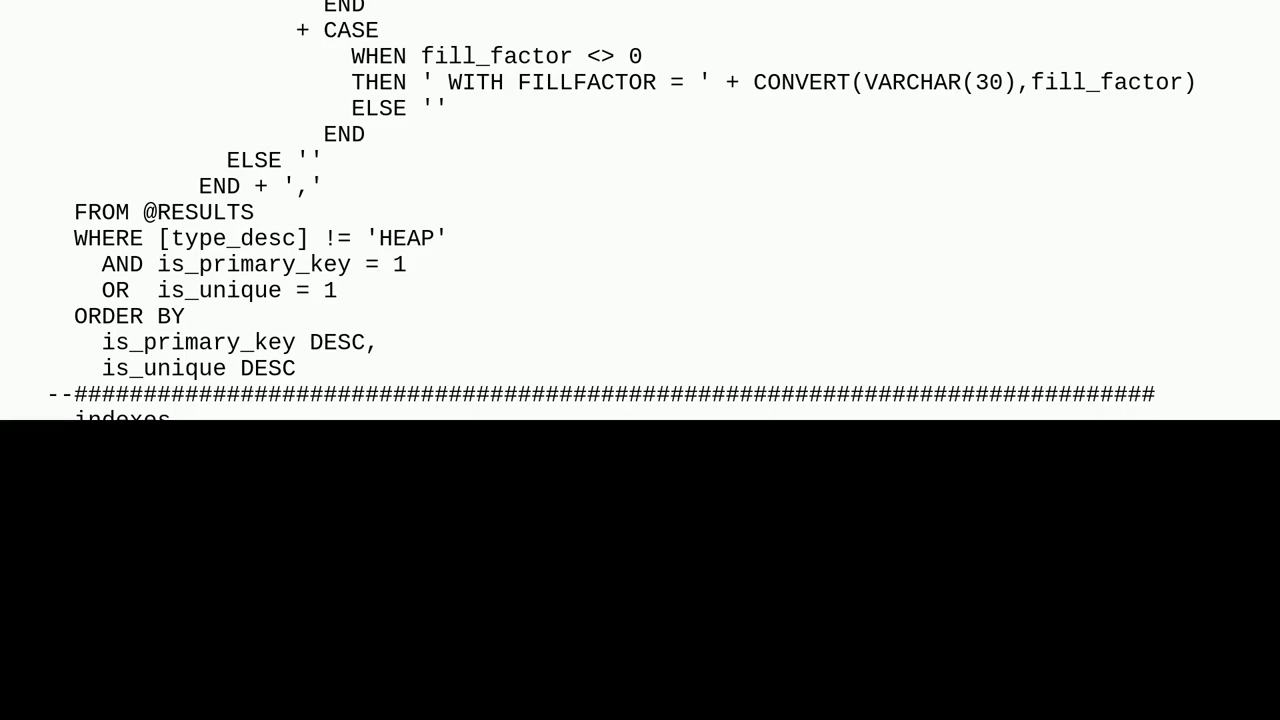 END
+ CASE
WHEN fill_factor <> 0
THEN ' WITH FILLFACTOR = ' + CONVERT(VARCHAR(30),fill_factor)
ELSE ''
END
ELSE ''
END + ','
FROM @RESULTS
WHERE [type_desc] != 'HEAP'
AND is_primary_key = 1
OR  is_unique = 1
ORDER BY
is_primary_key DESC,
is_unique DESC
--##############################################################################
indexes